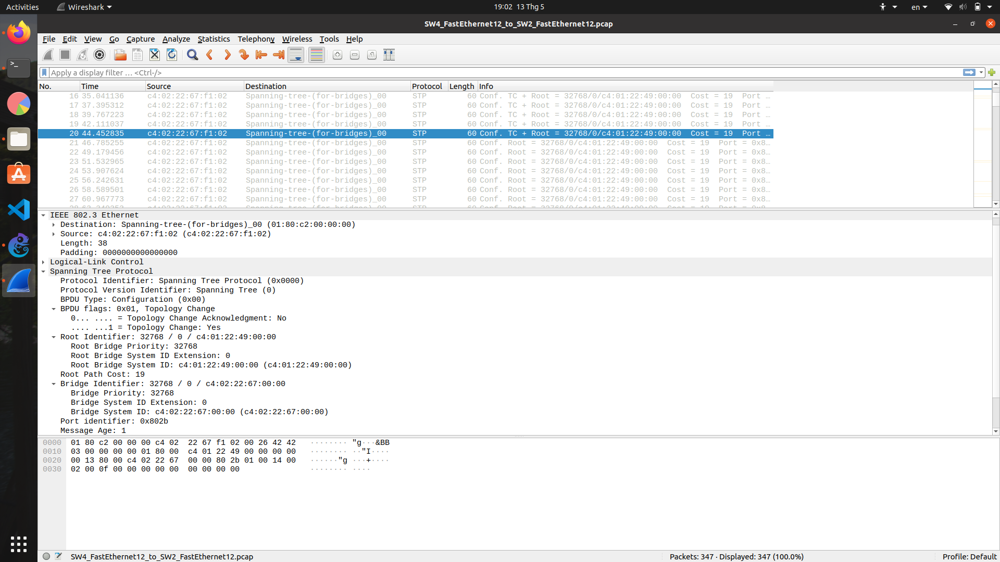 Activities Wireshark 19:02 13 Thg 5 en
SW4_FastEthernet12_to_SW2_FastEthernet12.pcap
File Edit View Go Capture Analyze Statistics Telephony Wireless Tools Help
Apply a display filter … <Ctrl-/>
No. Time Source Destination Protocol Length Info
16 35.041136 c4:02:22:67:f1:02 Spanning-tree-(for-bridges)_00 STP 60 Conf. TC + Root = 32768/0/c4:01:22:49:00:00 Cost = 19 Port …
17 37.395312 c4:02:22:67:f1:02 Spanning-tree-(for-bridges)_00 STP 60 Conf. TC + Root = 32768/0/c4:01:22:49:00:00 Cost = 19 Port …
18 39.767223 c4:02:22:67:f1:02 Spanning-tree-(for-bridges)_00 STP 60 Conf. TC + Root = 32768/0/c4:01:22:49:00:00 Cost = 19 Port …
19 42.111037 c4:02:22:67:f1:02 Spanning-tree-(for-bridges)_00 STP 60 Conf. TC + Root = 32768/0/c4:01:22:49:00:00 Cost = 19 Port …
20 44.452835 c4:02:22:67:f1:02 Spanning-tree-(for-bridges)_00 STP 60 Conf. TC + Root = 32768/0/c4:01:22:49:00:00 Cost = 19 Port …
21 46.785255 c4:02:22:67:f1:02 Spanning-tree-(for-bridges)_00 STP 60 Conf. Root = 32768/0/c4:01:22:49:00:00 Cost = 19 Port = 0x8…
22 49.179456 c4:02:22:67:f1:02 Spanning-tree-(for-bridges)_00 STP 60 Conf. Root = 32768/0/c4:01:22:49:00:00 Cost = 19 Port = 0x8…
23 51.532965 c4:02:22:67:f1:02 Spanning-tree-(for-bridges)_00 STP 60 Conf. Root = 32768/0/c4:01:22:49:00:00 Cost = 19 Port = 0x8…
24 53.907624 c4:02:22:67:f1:02 Spanning-tree-(for-bridges)_00 STP 60 Conf. Root = 32768/0/c4:01:22:49:00:00 Cost = 19 Port = 0x8…
25 56.242631 c4:02:22:67:f1:02 Spanning-tree-(for-bridges)_00 STP 60 Conf. Root = 32768/0/c4:01:22:49:00:00 Cost = 19 Port = 0x8…
26 58.589501 c4:02:22:67:f1:02 Spanning-tree-(for-bridges)_00 STP 60 Conf. Root = 32768/0/c4:01:22:49:00:00 Cost = 19 Port = 0x8…
27 60.967773 c4:02:22:67:f1:02 Spanning-tree-(for-bridges)_00 STP 60 Conf. Root = 32768/0/c4:01:22:49:00:00 Cost = 19 Port = 0x8…
IEEE 802.3 Ethernet
Destination: Spanning-tree-(for-bridges)_00 (01:80:c2:00:00:00)
Source: c4:02:22:67:f1:02 (c4:02:22:67:f1:02)
Length: 38
Padding: 0000000000000000
Logical-Link Control
Spanning Tree Protocol
Protocol Identifier: Spanning Tree Protocol (0x0000)
Protocol Version Identifier: Spanning Tree (0)
BPDU Type: Configuration (0x00)
BPDU flags: 0x01, Topology Change
0... .... = Topology Change Acknowledgment: No
.... ...1 = Topology Change: Yes
Root Identifier: 32768 / 0 / c4:01:22:49:00:00
Root Bridge Priority: 32768
Root Bridge System ID Extension: 0
Root Bridge System ID: c4:01:22:49:00:00 (c4:01:22:49:00:00)
Root Path Cost: 19
Bridge Identifier: 32768 / 0 / c4:02:22:67:00:00
Bridge Priority: 32768
Bridge System ID Extension: 0
Bridge System ID: c4:02:22:67:00:00 (c4:02:22:67:00:00)
Port identifier: 0x802b
Message Age: 1
0000 01 80 c2 00 00 00 c4 02 22 67 f1 02 00 26 42 42 ········ "g···&BB
0010 03 00 00 00 00 01 80 00 c4 01 22 49 00 00 00 00 ········ ··"I····
0020 00 13 80 00 c4 02 22 67 00 00 80 2b 01 00 14 00 ······"g ···+····
0030 02 00 0f 00 00 00 00 00 00 00 00 00 ········ ····
SW4_FastEthernet12_to_SW2_FastEthernet12.pcap Packets: 347 · Displayed: 347 (100.0%) Profile: Default